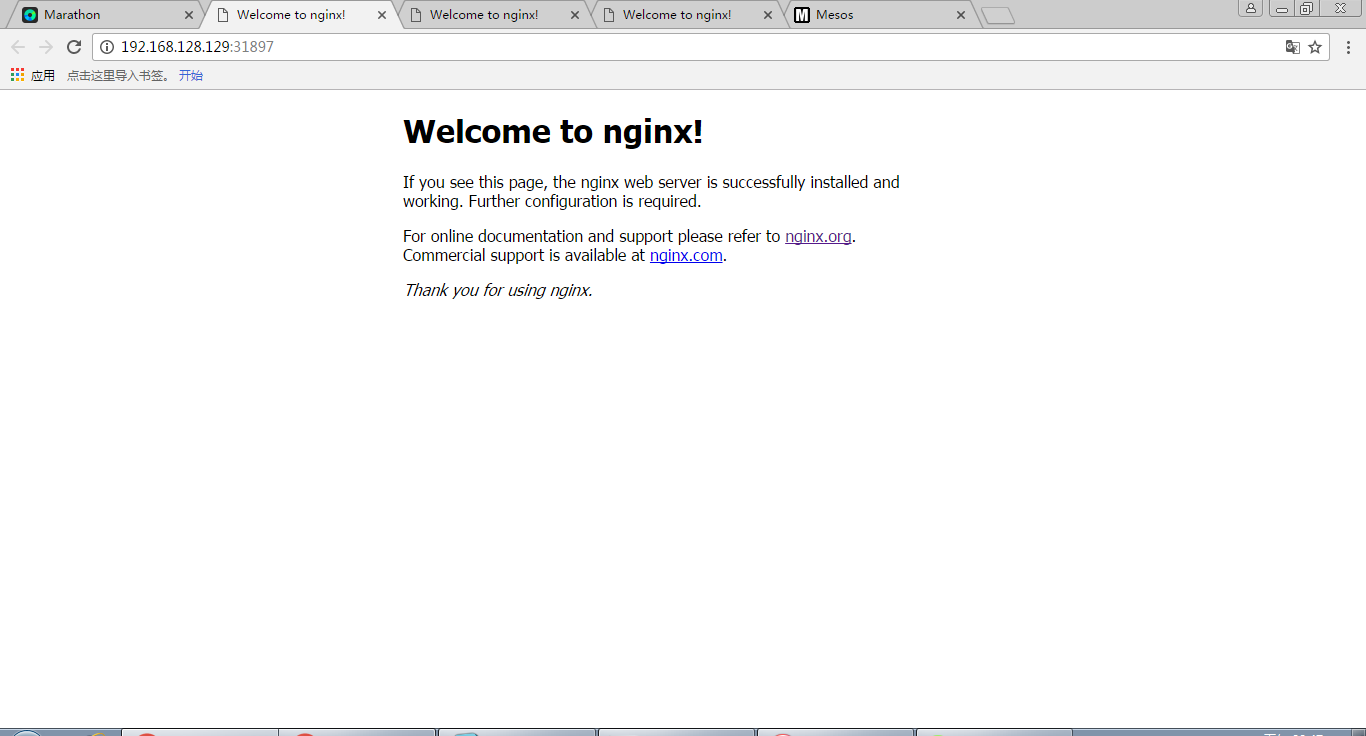 Marathon
Welcome to nginx!
Welcome to nginx!
Welcome to nginx!
Mesos
192.168.128.129:31897
应用 点击这里导入书签。 开始
Welcome to nginx!
If you see this page, the nginx web server is successfully installed and
working. Further configuration is required.
For online documentation and support please refer to nginx.org.
Commercial support is available at nginx.com.
Thank you for using nginx.